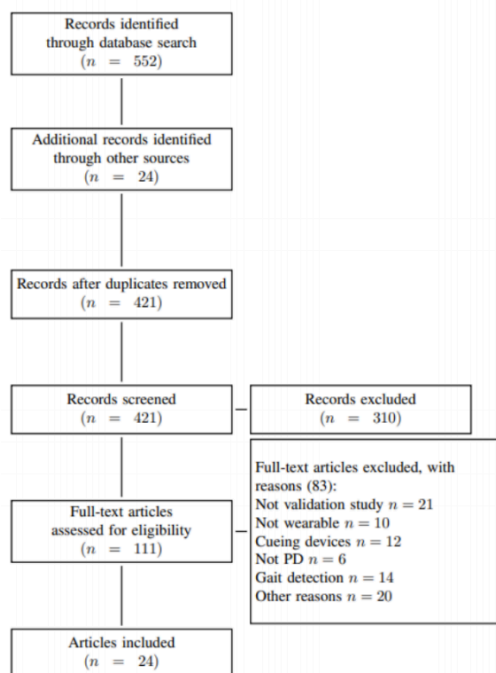 Records identified
through database search
(n = 552)
Additional records identified
through other sources
(n = 24)
Records after duplicates removed
(n = 421)
Records screened
(n = 421)
Records excluded
(n = 310)
Full-text articles
assessed for eligibility
(n = 111)
Full-text articles excluded, with
reasons (83):
Not validation study n = 21
Not wearable n = 10
Cueing devices n = 12
Not PD n = 6
Gait detection n = 14
Other reasons n = 20
Articles included
(n = 24)